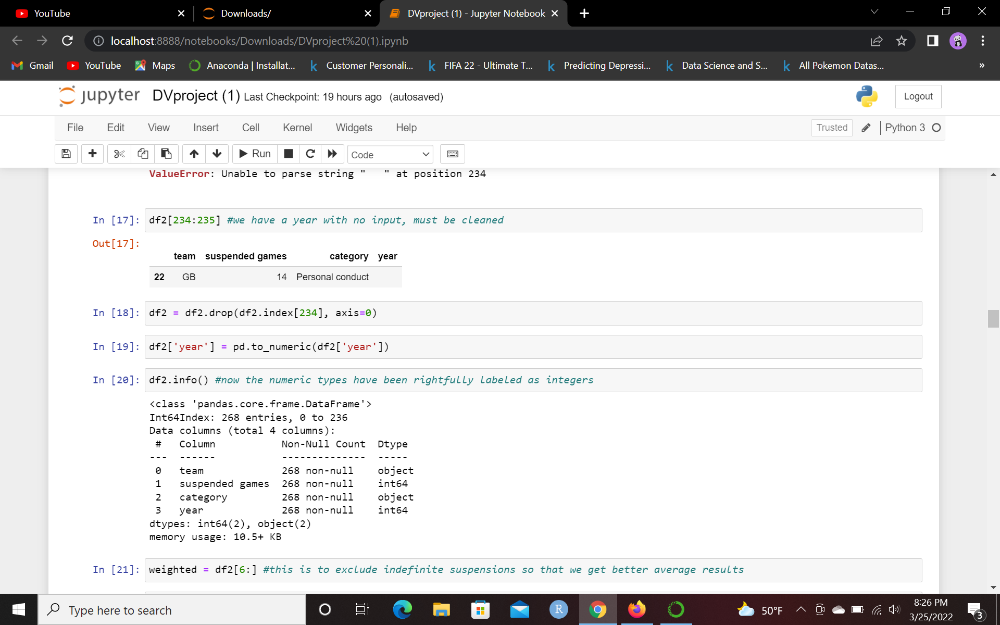 YouTube
Downloads/
DVproject (1) - Jupyter Notebook
localhost:8888/notebooks/Downloads/DVproject%20(1).ipynb
Gmail YouTube Maps Anaconda | Installat... Customer Personali... FIFA 22 - Ultimate T... Predicting Depressi... Data Science and S... All Pokemon Datas... »
jupyter DVproject (1) Last Checkpoint: 19 hours ago (autosaved) Logout
File Edit View Insert Cell Kernel Widgets Help Trusted Python 3
Run Code
ValueError: Unable to parse string "   " at position 234
In [17]: df2[234:235] #we have a year with no input, must be cleaned
Out[17]:
team suspended games category year
22 GB 14 Personal conduct
In [18]: df2 = df2.drop(df2.index[234], axis=0)
In [19]: df2['year'] = pd.to_numeric(df2['year'])
In [20]: df2.info() #now the numeric types have been rightfully labeled as integers
<class 'pandas.core.frame.DataFrame'>
Int64Index: 268 entries, 0 to 236
Data columns (total 4 columns):
#   Column           Non-Null Count  Dtype
---  ------           --------------  -----
0   team             268 non-null    object
1   suspended games  268 non-null    int64
2   category         268 non-null    object
3   year             268 non-null    int64
dtypes: int64(2), object(2)
memory usage: 10.5+ KB
In [21]: weighted = df2[6:] #this is to exclude indefinite suspensions so that we get better average results
Type here to search
R
50°F
8:26 PM
3/25/2022
3